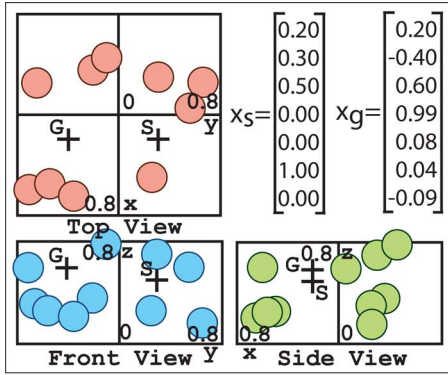 0 0.8
y
G S
0.8 x
Top View
xs= 0.20 0.30 0.50 0.00 0.00 1.00 0.00
xg= 0.20 -0.40 0.60 0.99 0.08 0.04 -0.09
G 0.8 z S
0 0.8
Front View y
G 0.8 z
S
0.8 0
x Side View